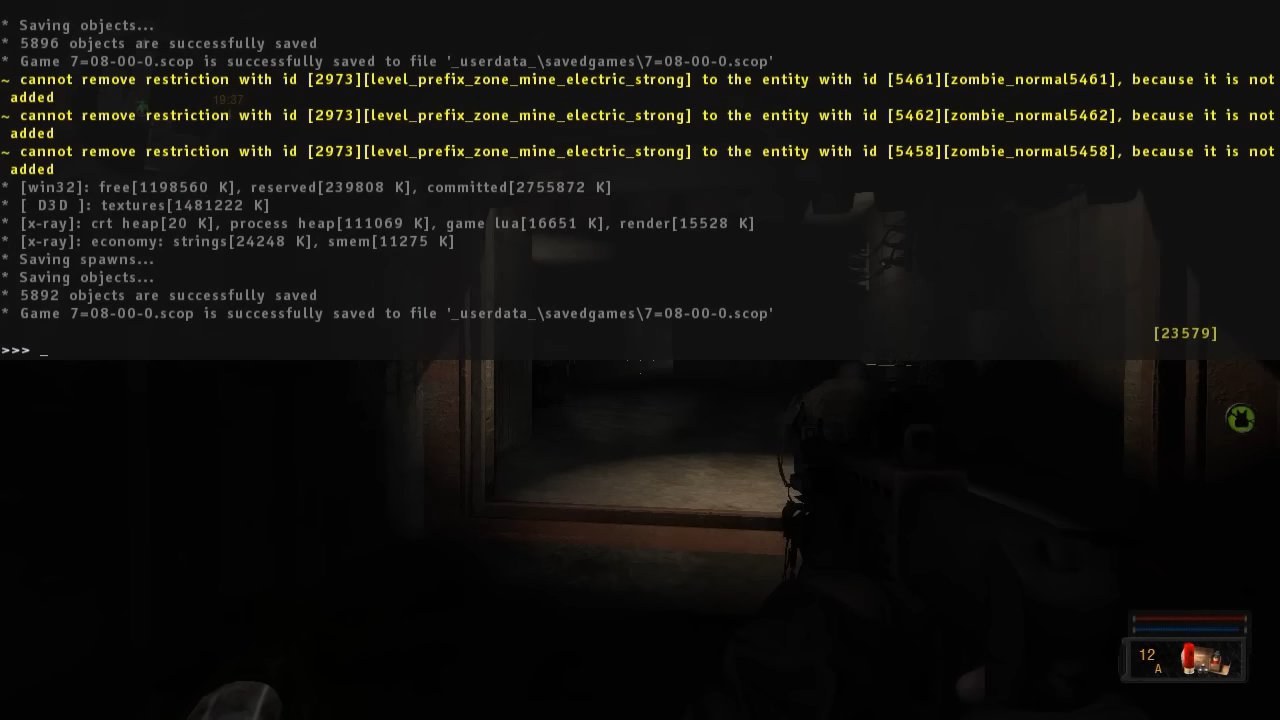 * Saving objects...
* 5896 objects are successfully saved
* Game 7=08-00-0.scop is successfully saved to file '_userdata_\savedgames\7=08-00-0.scop'
~ cannot remove restriction with id [2973][level_prefix_zone_mine_electric_strong] to the entity with id [5461][zombie_normal5461], because it is not
added
19:37
~ cannot remove restriction with id [2973][level_prefix_zone_mine_electric_strong] to the entity with id [5462][zombie_normal5462], because it is not
added
~ cannot remove restriction with id [2973][level_prefix_zone_mine_electric_strong] to the entity with id [5458][zombie_normal5458], because it is not
added
* [win32]: free[1198560 K], reserved[239808 K], committed[2755872 K]
* [ D3D ]: textures[1481222 K]
* [x-ray]: crt heap[20 K], process heap[111069 K], game lua[16651 K], render[15528 K]
* [x-ray]: economy: strings[24248 K], smem[11275 K]
* Saving spawns...
* Saving objects...
* 5892 objects are successfully saved
* Game 7=08-00-0.scop is successfully saved to file '_userdata_\savedgames\7=08-00-0.scop'
[23579]
>>> _
12
A